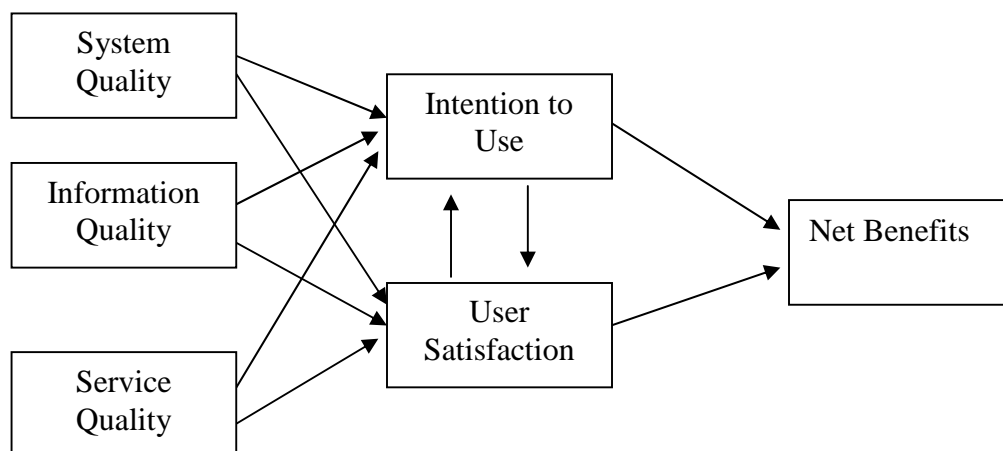 System
Quality
Intention to
Use
Information
Quality
Net Benefits
User
Satisfaction
Service
Quality